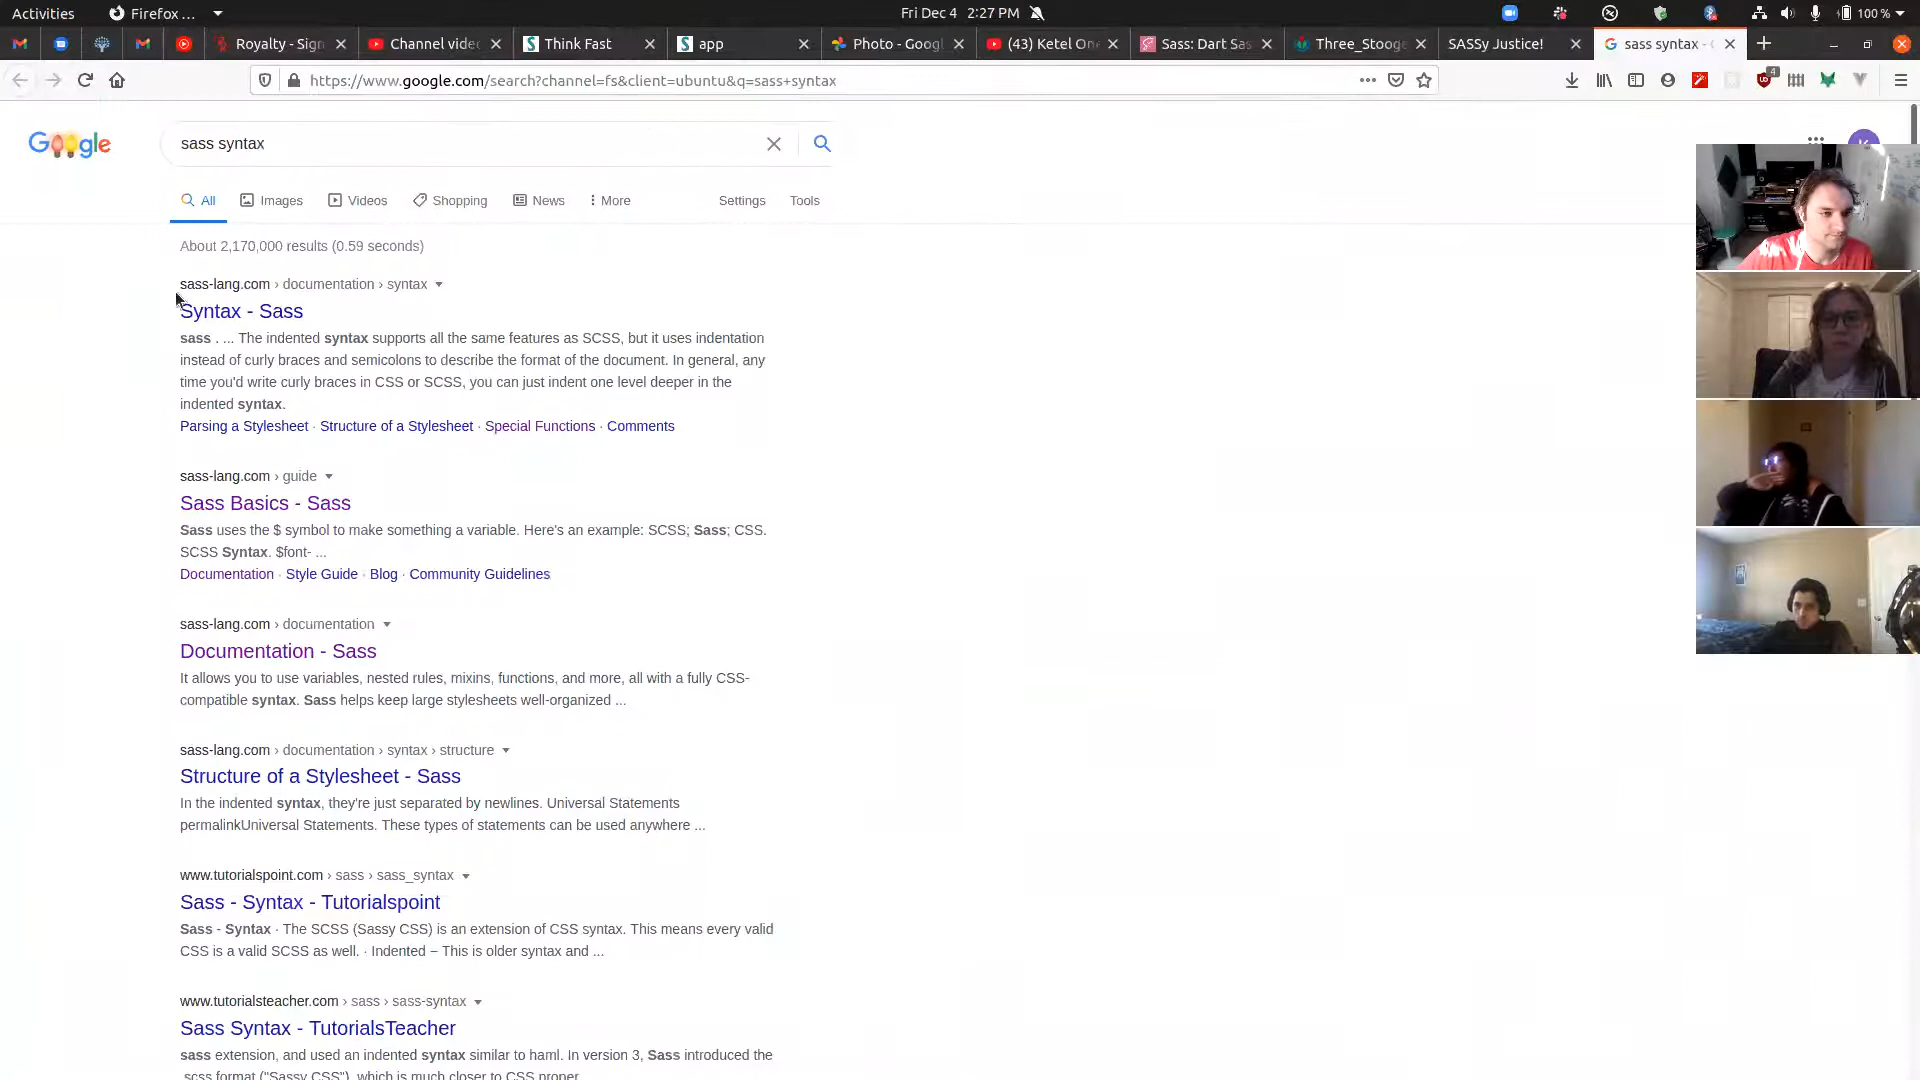 Activities
Firefox ...
Fri Dec 4 2:27 PM
100 %
Royalty - Sign
Channel vide
Think Fast
app
Photo - Googl
(43) Ketel On
Sass: Dart Sas
Three_Stooge
SASSy Justice!
sass syntax -
https://www.google.com/search?channel=fs&client=ubuntu&q=sass+syntax
4
Google
sass syntax
All
Images
Videos
Shopping
News
More
Settings
Tools
About 2,170,000 results (0.59 seconds)
sass-lang.com › documentation › syntax
Syntax - Sass
sass . ... The indented syntax supports all the same features as SCSS, but it uses indentation
instead of curly braces and semicolons to describe the format of the document. In general, any
time you'd write curly braces in CSS or SCSS, you can just indent one level deeper in the
indented syntax.
Parsing a Stylesheet · Structure of a Stylesheet · Special Functions · Comments
sass-lang.com › guide
Sass Basics - Sass
Sass uses the $ symbol to make something a variable. Here's an example: SCSS; Sass; CSS.
SCSS Syntax. $font- ...
Documentation · Style Guide · Blog · Community Guidelines
sass-lang.com › documentation
Documentation - Sass
It allows you to use variables, nested rules, mixins, functions, and more, all with a fully CSS-
compatible syntax. Sass helps keep large stylesheets well-organized ...
sass-lang.com › documentation › syntax › structure
Structure of a Stylesheet - Sass
In the indented syntax, they're just separated by newlines. Universal Statements
permalinkUniversal Statements. These types of statements can be used anywhere ...
www.tutorialspoint.com › sass › sass_syntax
Sass - Syntax - Tutorialspoint
Sass - Syntax · The SCSS (Sassy CSS) is an extension of CSS syntax. This means every valid
CSS is a valid SCSS as well. · Indented − This is older syntax and ...
www.tutorialsteacher.com › sass › sass-syntax
Sass Syntax - TutorialsTeacher
sass extension, and used an indented syntax similar to haml. In version 3, Sass introduced the
.scss format ("Sassy CSS"), which is much closer to CSS proper.